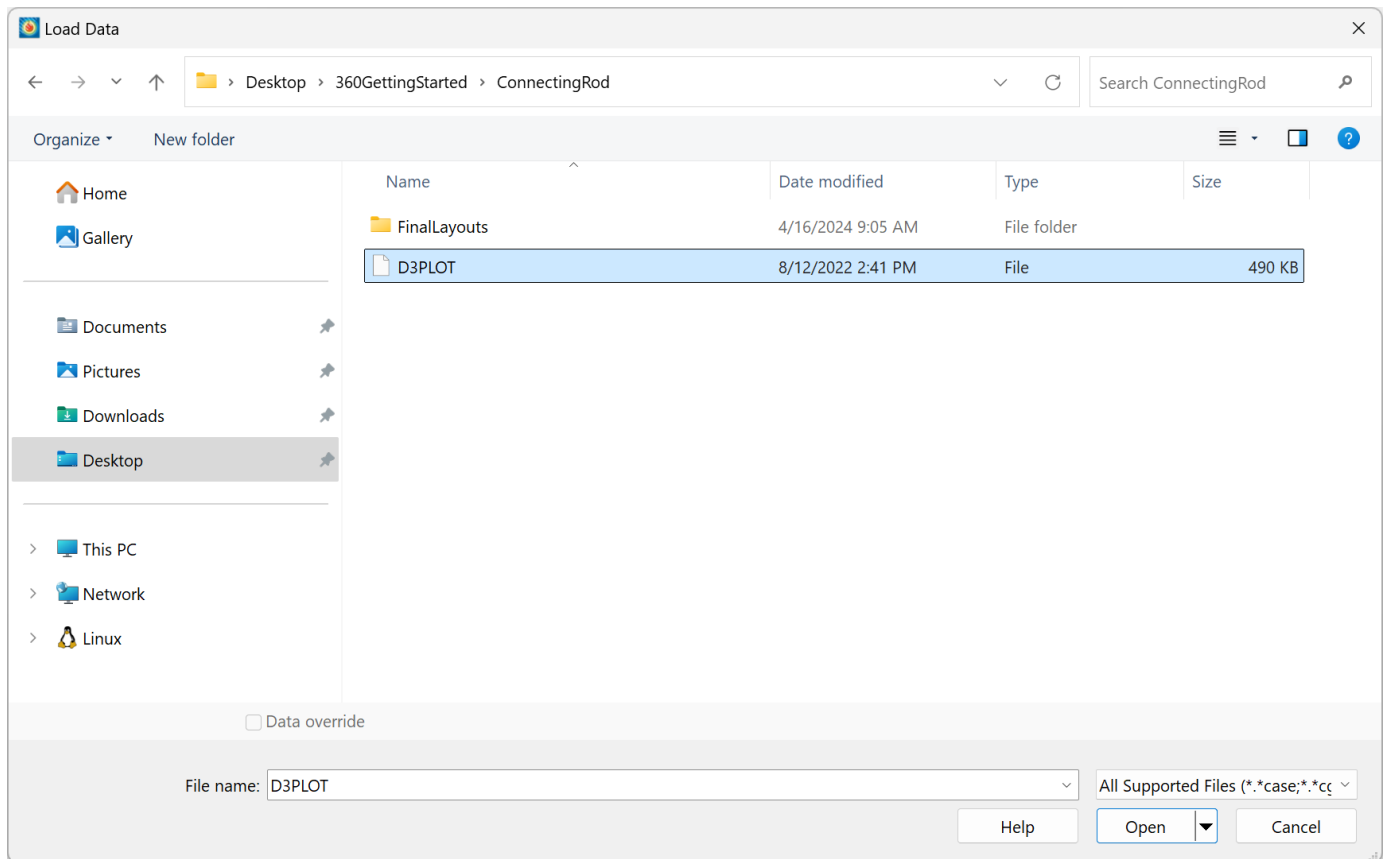 Load Data
Desktop › 360GettingStarted › ConnectingRod
Search ConnectingRod
Organize
New folder
Name Date modified Type Size
Home
Gallery
Documents
Pictures
Downloads
Desktop
This PC
Network
Linux
FinalLayouts 4/16/2024 9:05 AM File folder
D3PLOT 8/12/2022 2:41 PM File 490 KB
Data override
File name: D3PLOT
All Supported Files (*.*case;*.*cg
Help
Open
Cancel